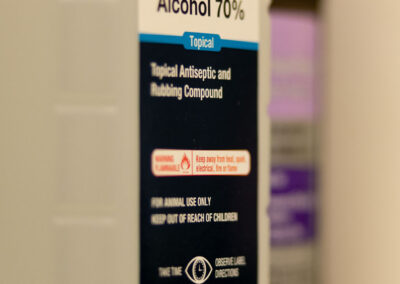 Alcohol 70%
Topical
Topical Antiseptic and
Rubbing Compound
WARNING
FLAMMABLE
Keep away from heat, spark,
electrical, fire or flame
FOR ANIMAL USE ONLY
KEEP OUT OF REACH OF CHILDREN
TAKE TIME
OBSERVE LABEL
DIRECTIONS